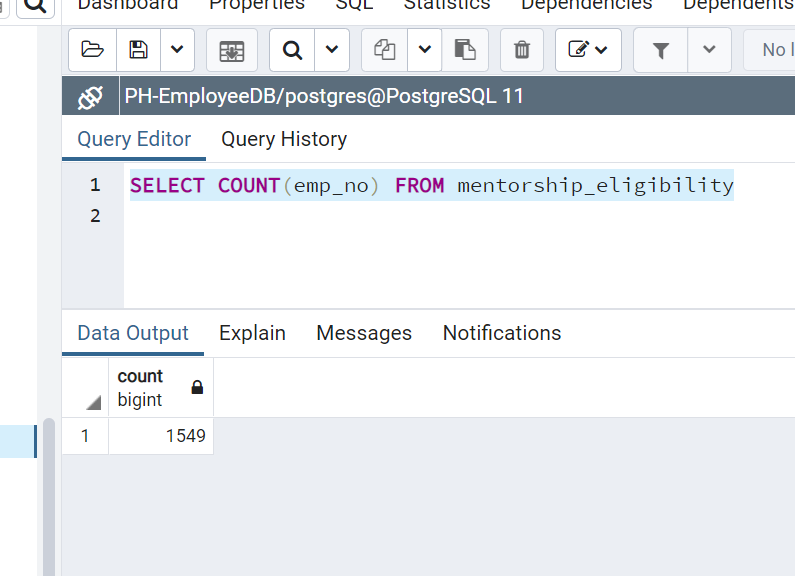 Dashboard Properties SQL Statistics Dependencies Dependents
No l
PH-EmployeeDB/postgres@PostgreSQL 11
Query Editor Query History
1 SELECT COUNT(emp_no) FROM mentorship_eligibility
2
Data Output Explain Messages Notifications
count
bigint
1 1549